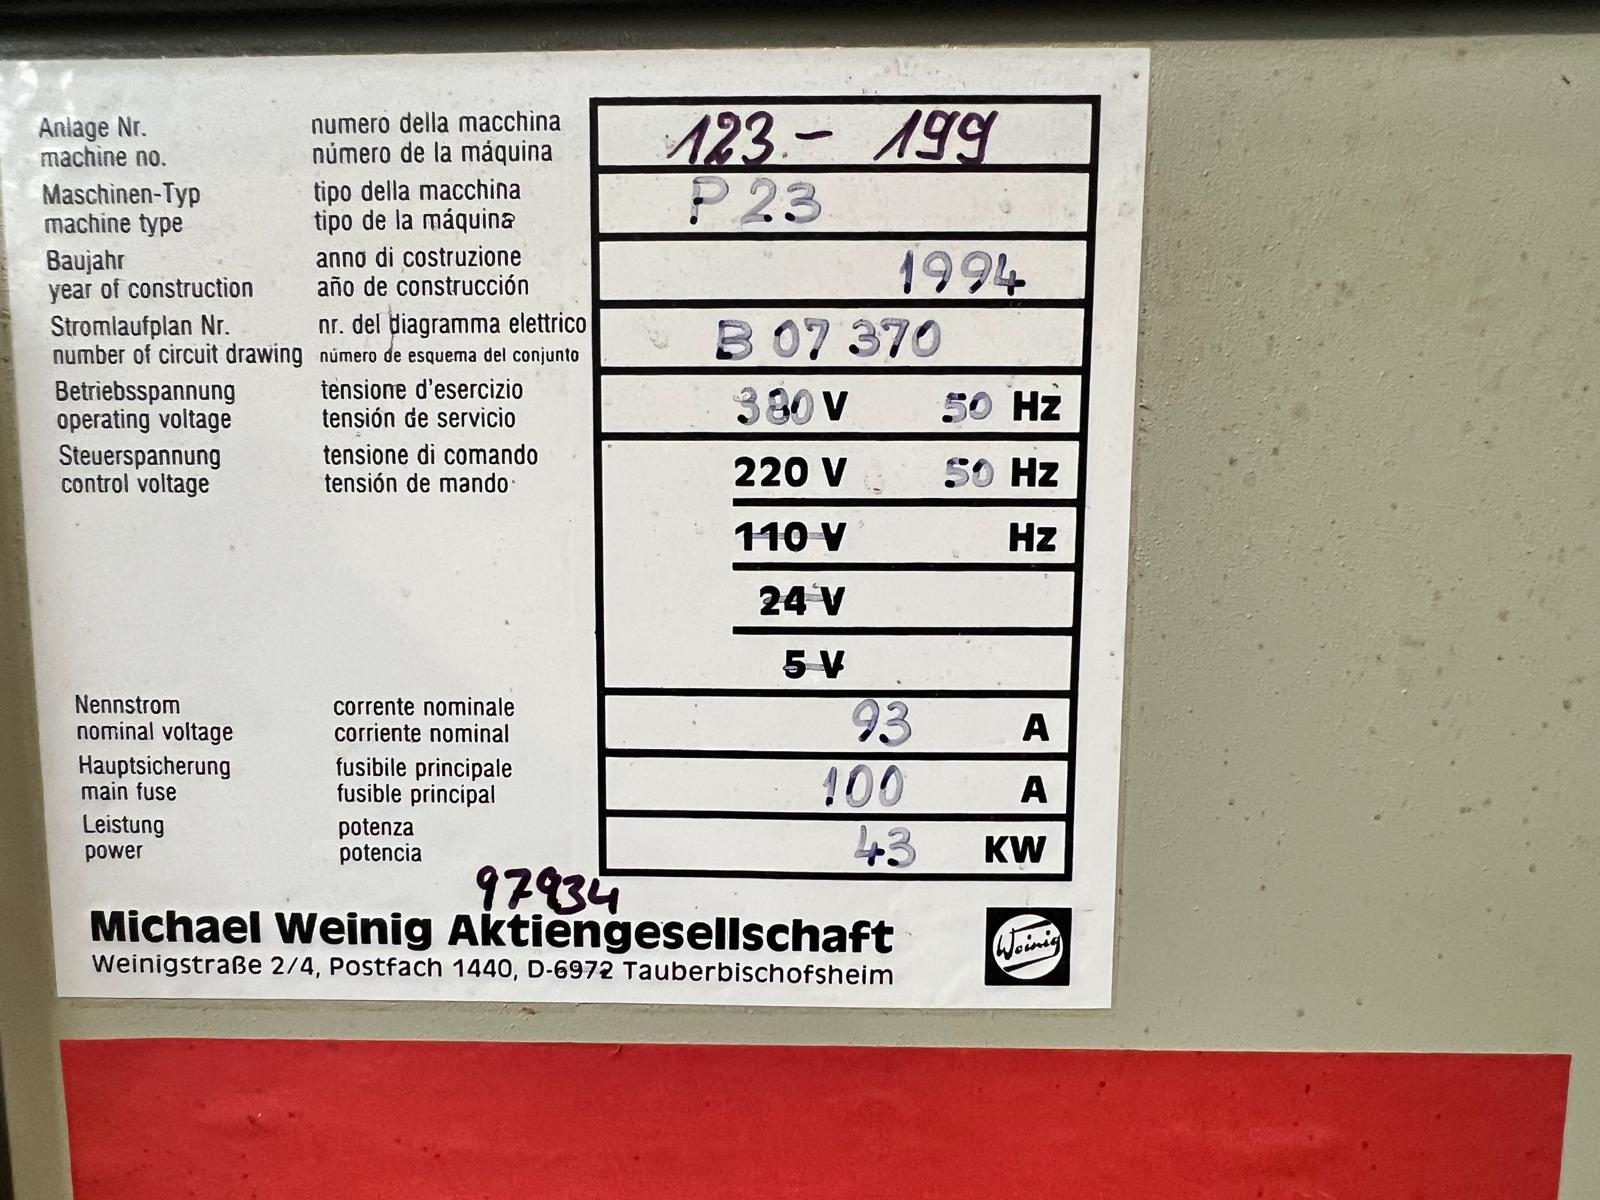 Anlage Nr. numero della macchina 123 - 199
machine no. número de la máquina
Maschinen-Typ tipo della macchina P 23
machine type tipo de la máquina
Baujahr anno di costruzione 1994
year of construction año de construcción
Stromlaufplan Nr. nr. del diagramma elettrico B 07 370
number of circuit drawing número de esquema del conjunto
Betriebsspannung tensione d'esercizio 380 V 50 Hz
operating voltage tensión de servicio
Steuerspannung tensione di comando 220 V 50 Hz
control voltage tensión de mando
110 V Hz
24 V
5 V
Nennstrom corrente nominale 93 A
nominal voltage corriente nominal
Hauptsicherung fusibile principale 100 A
main fuse fusible principal
Leistung potenza 43 KW
power potencia
97934
Michael Weinig Aktiengesellschaft
Weinigstraße 2/4, Postfach 1440, D-6972 Tauberbischofsheim
Weinig